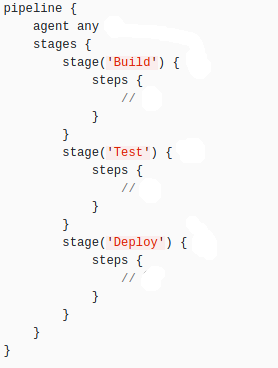 pipeline {
    agent any
    stages {
        stage('Build') {
            steps {
                //
            }
        }
        stage('Test') {
            steps {
                //
            }
        }
        stage('Deploy') {
            steps {
                //
            }
        }
    }
}